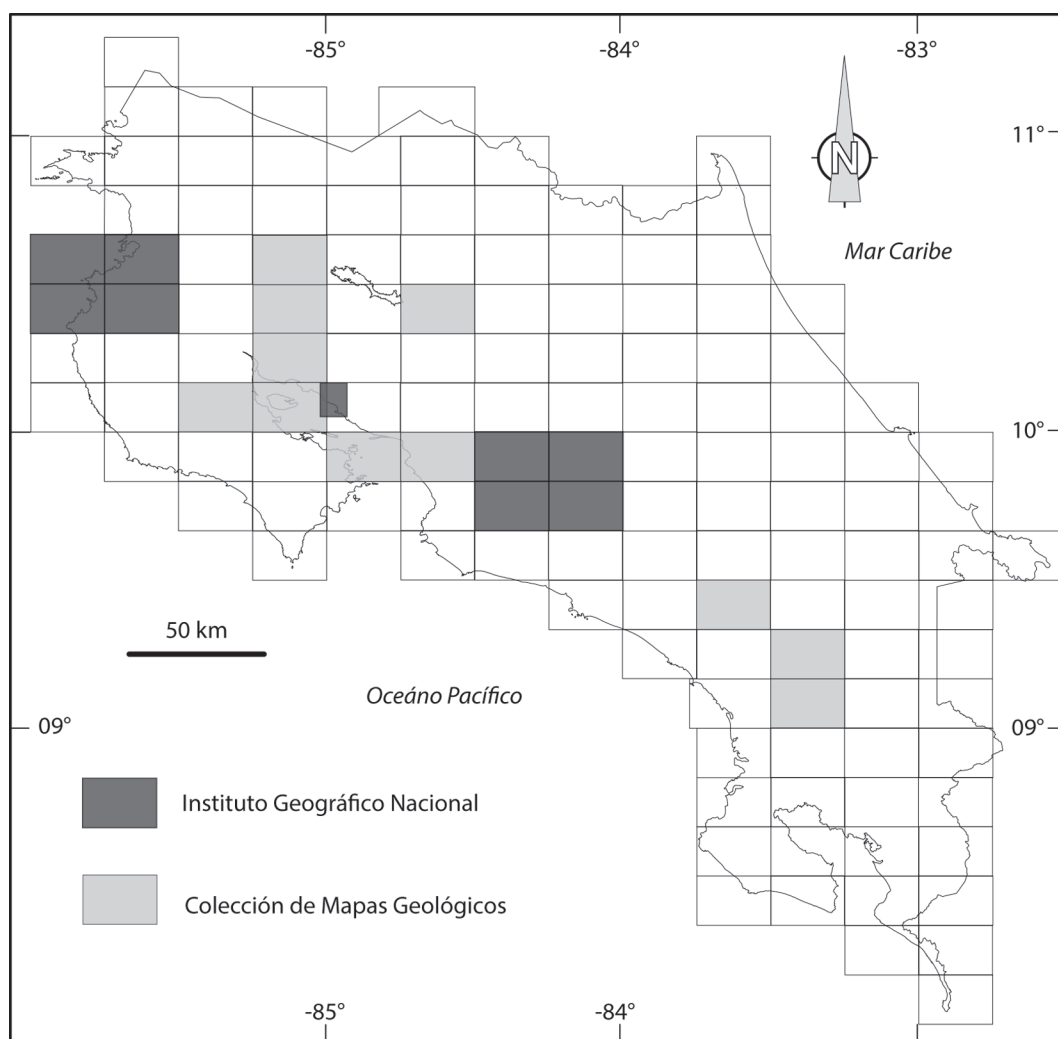 -85°
-84°
-83°
11°
N
Mar Caribe
10°
50 km
Oceáno Pacífico
09°
09°
Instituto Geográfico Nacional
Colección de Mapas Geológicos
-85°
-84°